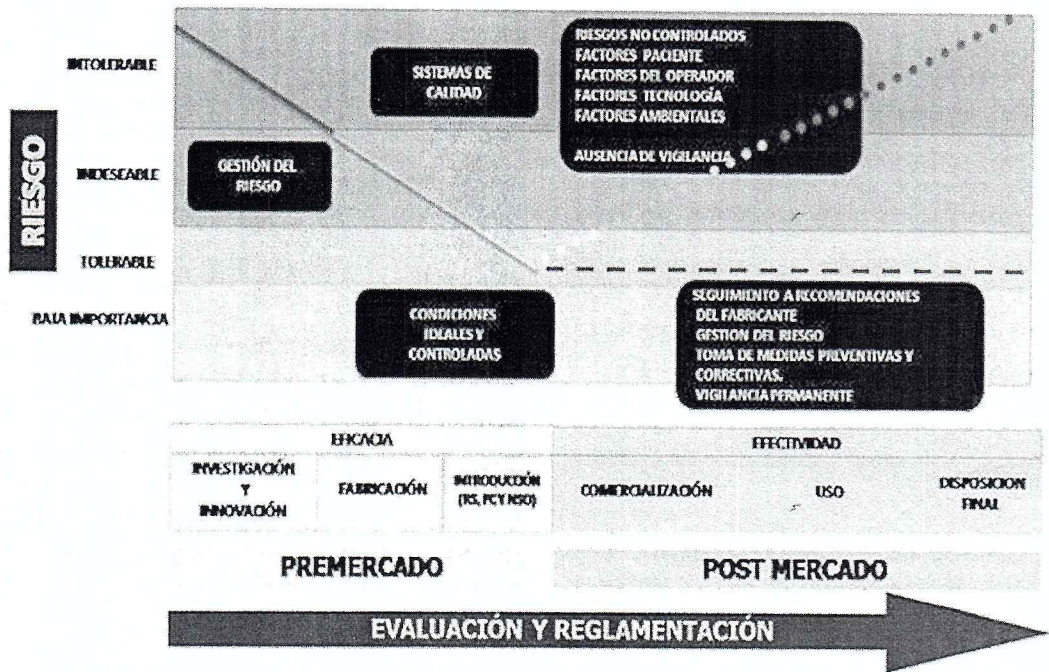 RIESGO
INTOLERABLE
INDESEABLE
TOLERABLE
BAJA IMPORTANCIA
GESTIÓN DEL
RIESGO
SISTEMAS DE
CALIDAD
RIESGOS NO CONTROLADOS
FACTORES PACIENTE
FACTORES DEL OPERADOR
FACTORES TECNOLOGÍA
FACTORES AMBIENTALES
AUSENCIA DE VIGILANCIA
CONDICIONES
IDEALES Y
CONTROLADAS
SEGUIMIENTO A RECOMENDACIONES
DEL FABRICANTE
GESTION DEL RIESGO
TOMA DE MEDIDAS PREVENTIVAS Y
CORRECTIVAS.
VIGILANCIA PERMANENTE
EFICACIA
EFECTIVIDAD
INVESTIGACIÓN
Y
INNOVACIÓN
FABRICACIÓN
INTRODUCCIÓN
(RS, PCY NSO)
COMERCIALIZACIÓN
USO
DISPOSICION
FINAL
PREMERCADO
POST MERCADO
EVALUACIÓN Y REGLAMENTACIÓN